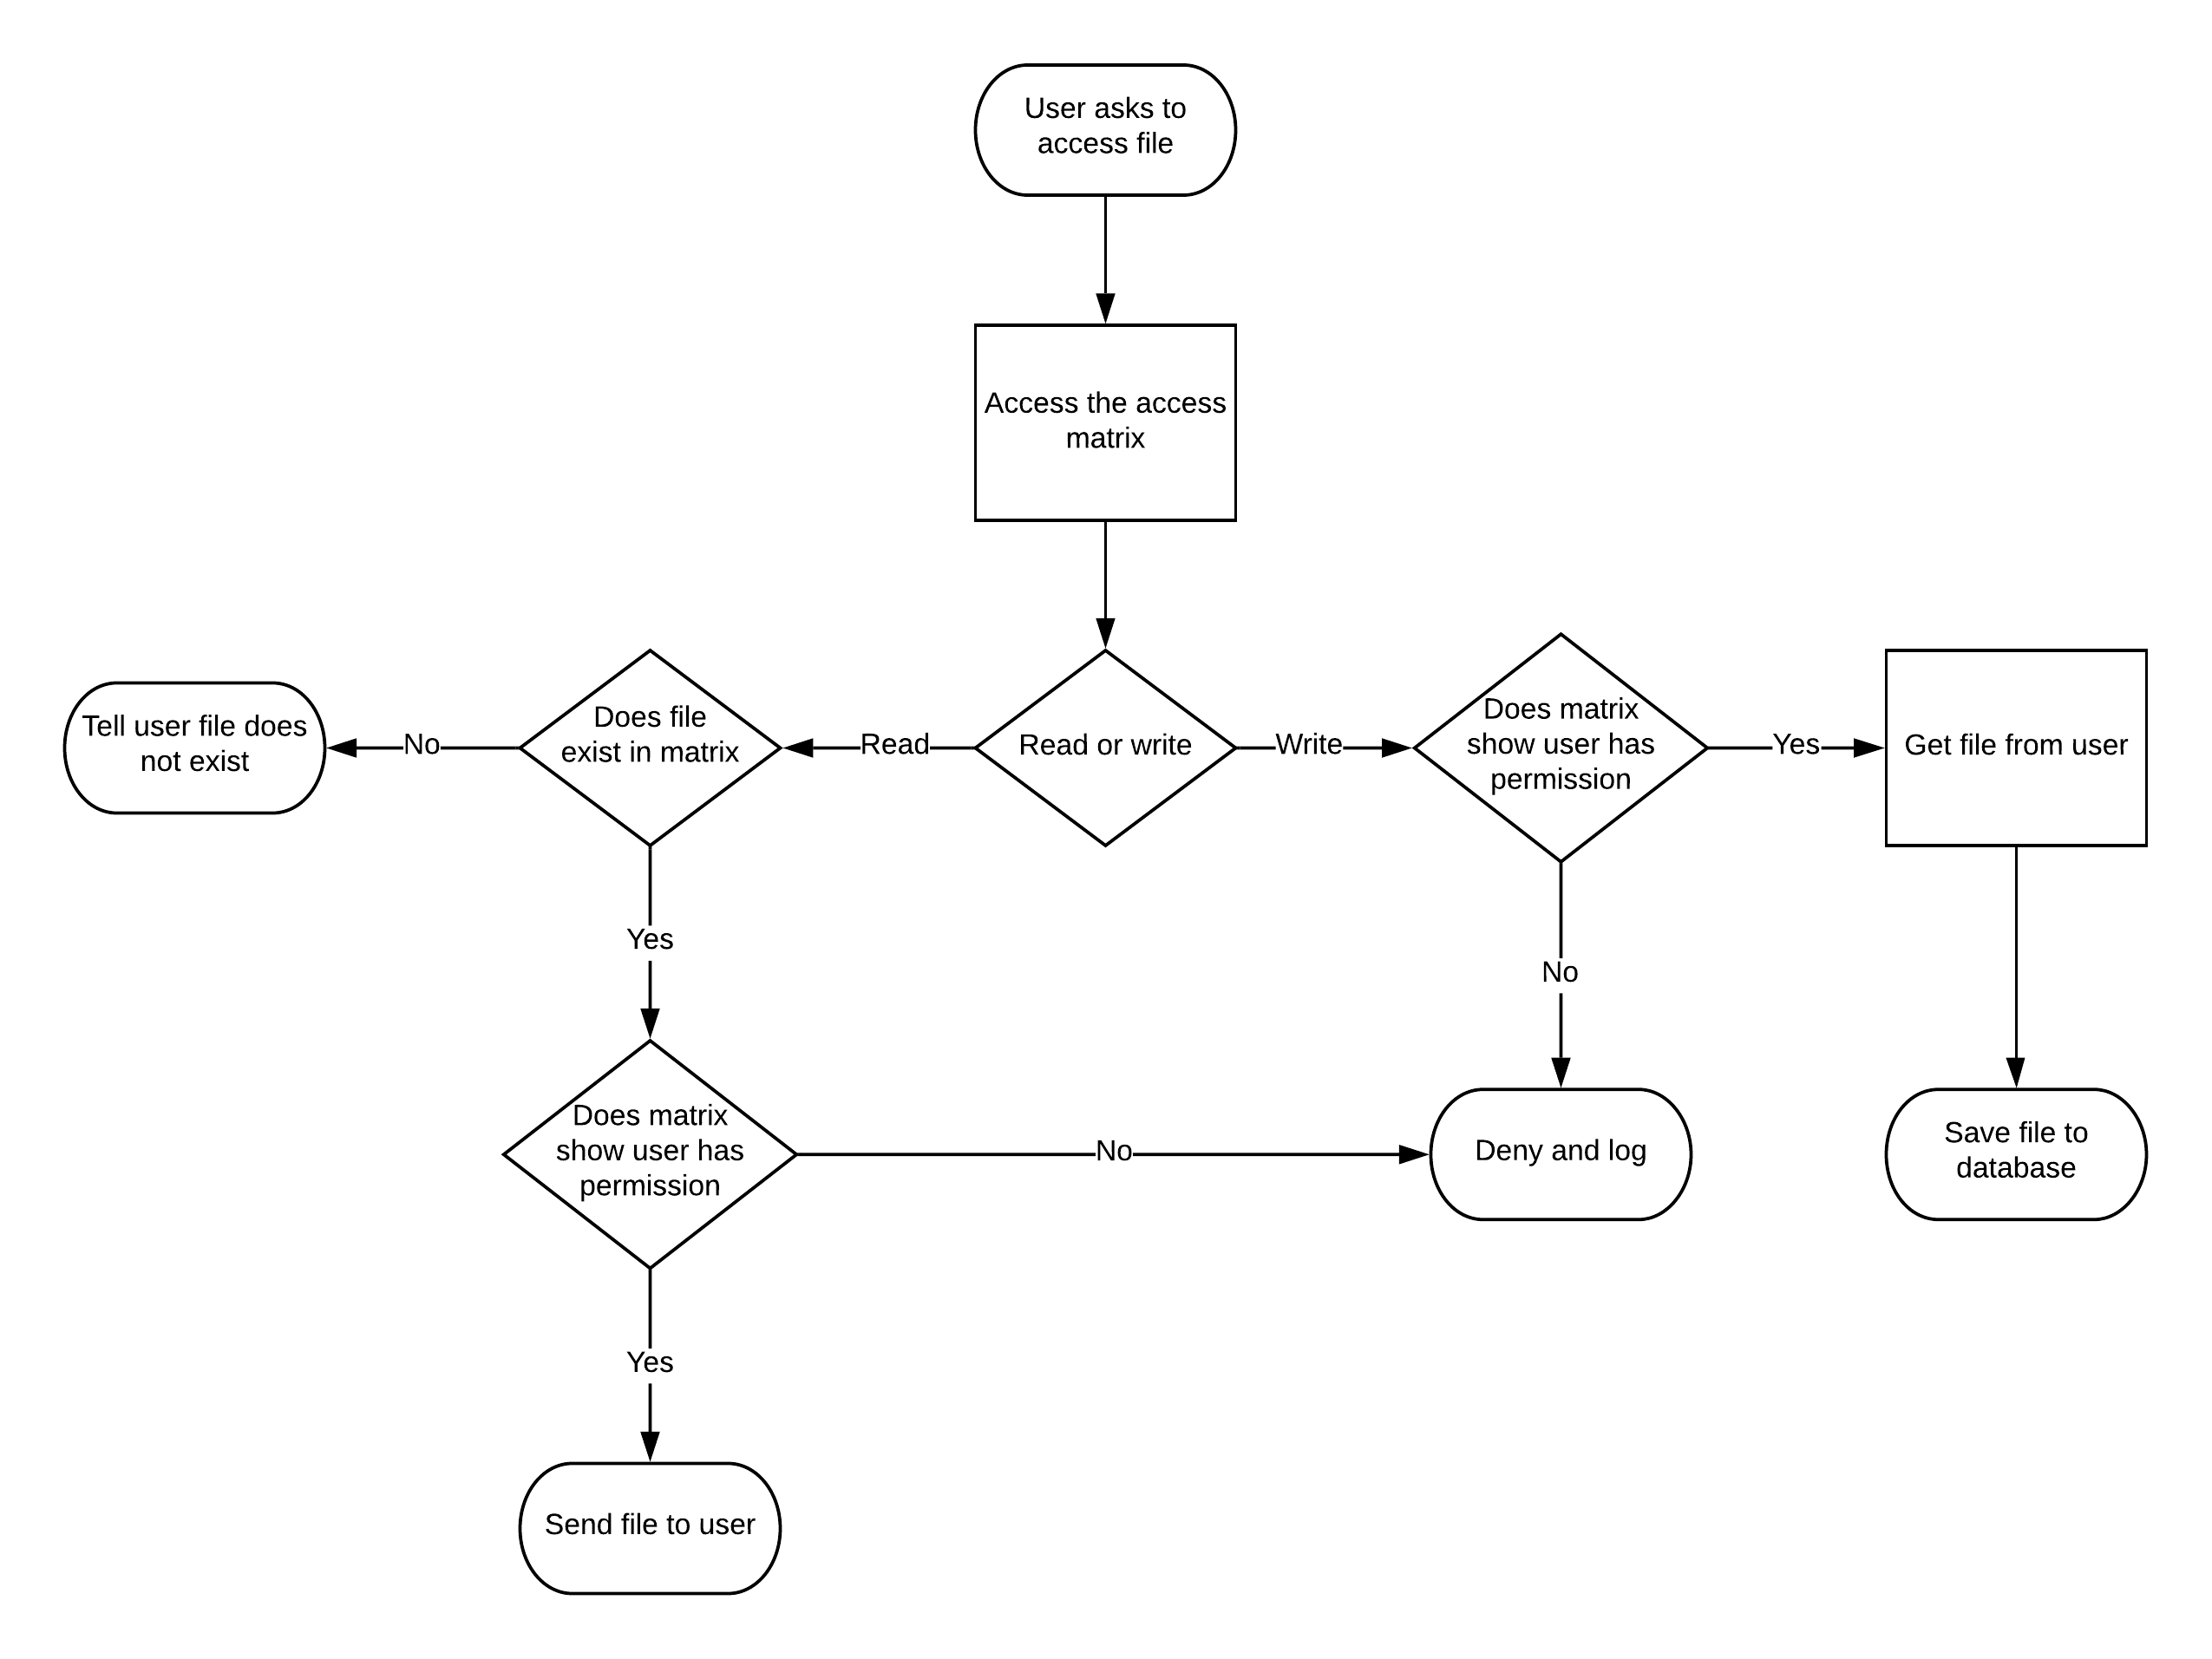 User asks to
access file
Access the access
matrix
Tell user file does
not exist
No
Does file
exist in matrix
Read
Read or write
Write
Does matrix
show user has
permission
Yes
Get file from user
Yes
No
Does matrix
show user has
permission
No
Deny and log
Save file to
database
Yes
Send file to user